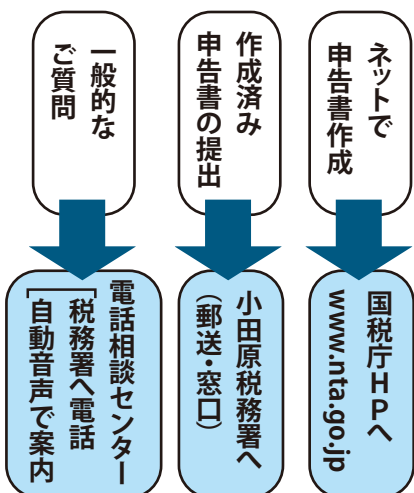 ネットで
申告書作成
国税庁ＨＰへ
www.nta.go.jp
作成済み
申告書の提出
小田原税務署へ
（郵送・窓口）
一般的な
ご質問
電話相談センター
［税務署へ電話
自動音声で案内